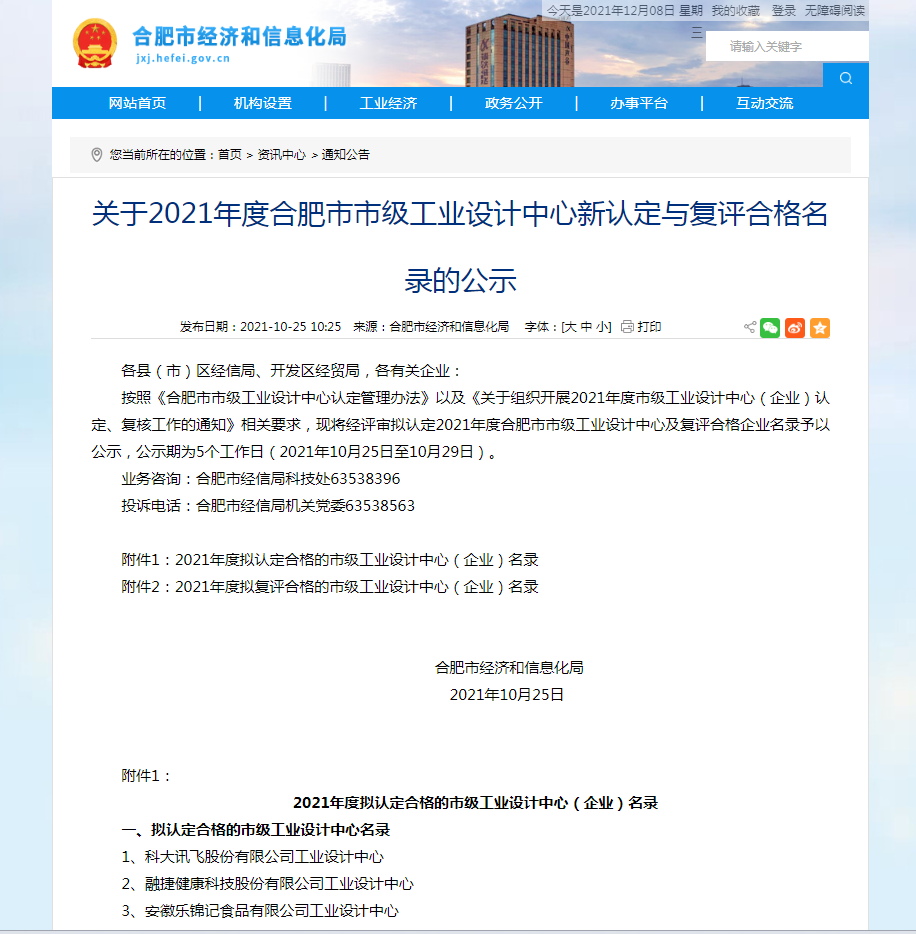 今天是2021年12月08日 星期三 我的收藏 登录 无障碍阅读
合肥市经济和信息化局
jxj.hefei.gov.cn
请输入关键字
网站首页 | 机构设置 | 工业经济 | 政务公开 | 办事平台 | 互动交流
您当前所在的位置：首页 > 资讯中心 > 通知公告
关于2021年度合肥市市级工业设计中心新认定与复评合格名
录的公示
发布日期：2021-10-25 10:25 来源：合肥市经济和信息化局 字体：[大 中 小] 打印
各县（市）区经信局、开发区经贸局，各有关企业：
按照《合肥市市级工业设计中心认定管理办法》以及《关于组织开展2021年度市级工业设计中心（企业）认
定、复核工作的通知》相关要求，现将经评审拟认定2021年度合肥市市级工业设计中心及复评合格企业名录予以
公示，公示期为5个工作日（2021年10月25日至10月29日）。
业务咨询：合肥市经信局科技处63538396
投诉电话：合肥市经信局机关党委63538563
附件1：2021年度拟认定合格的市级工业设计中心（企业）名录
附件2：2021年度拟复评合格的市级工业设计中心（企业）名录
合肥市经济和信息化局
2021年10月25日
附件1：
2021年度拟认定合格的市级工业设计中心（企业）名录
一、拟认定合格的市级工业设计中心名录
1、科大讯飞股份有限公司工业设计中心
2、融捷健康科技股份有限公司工业设计中心
3、安徽乐锦记食品有限公司工业设计中心